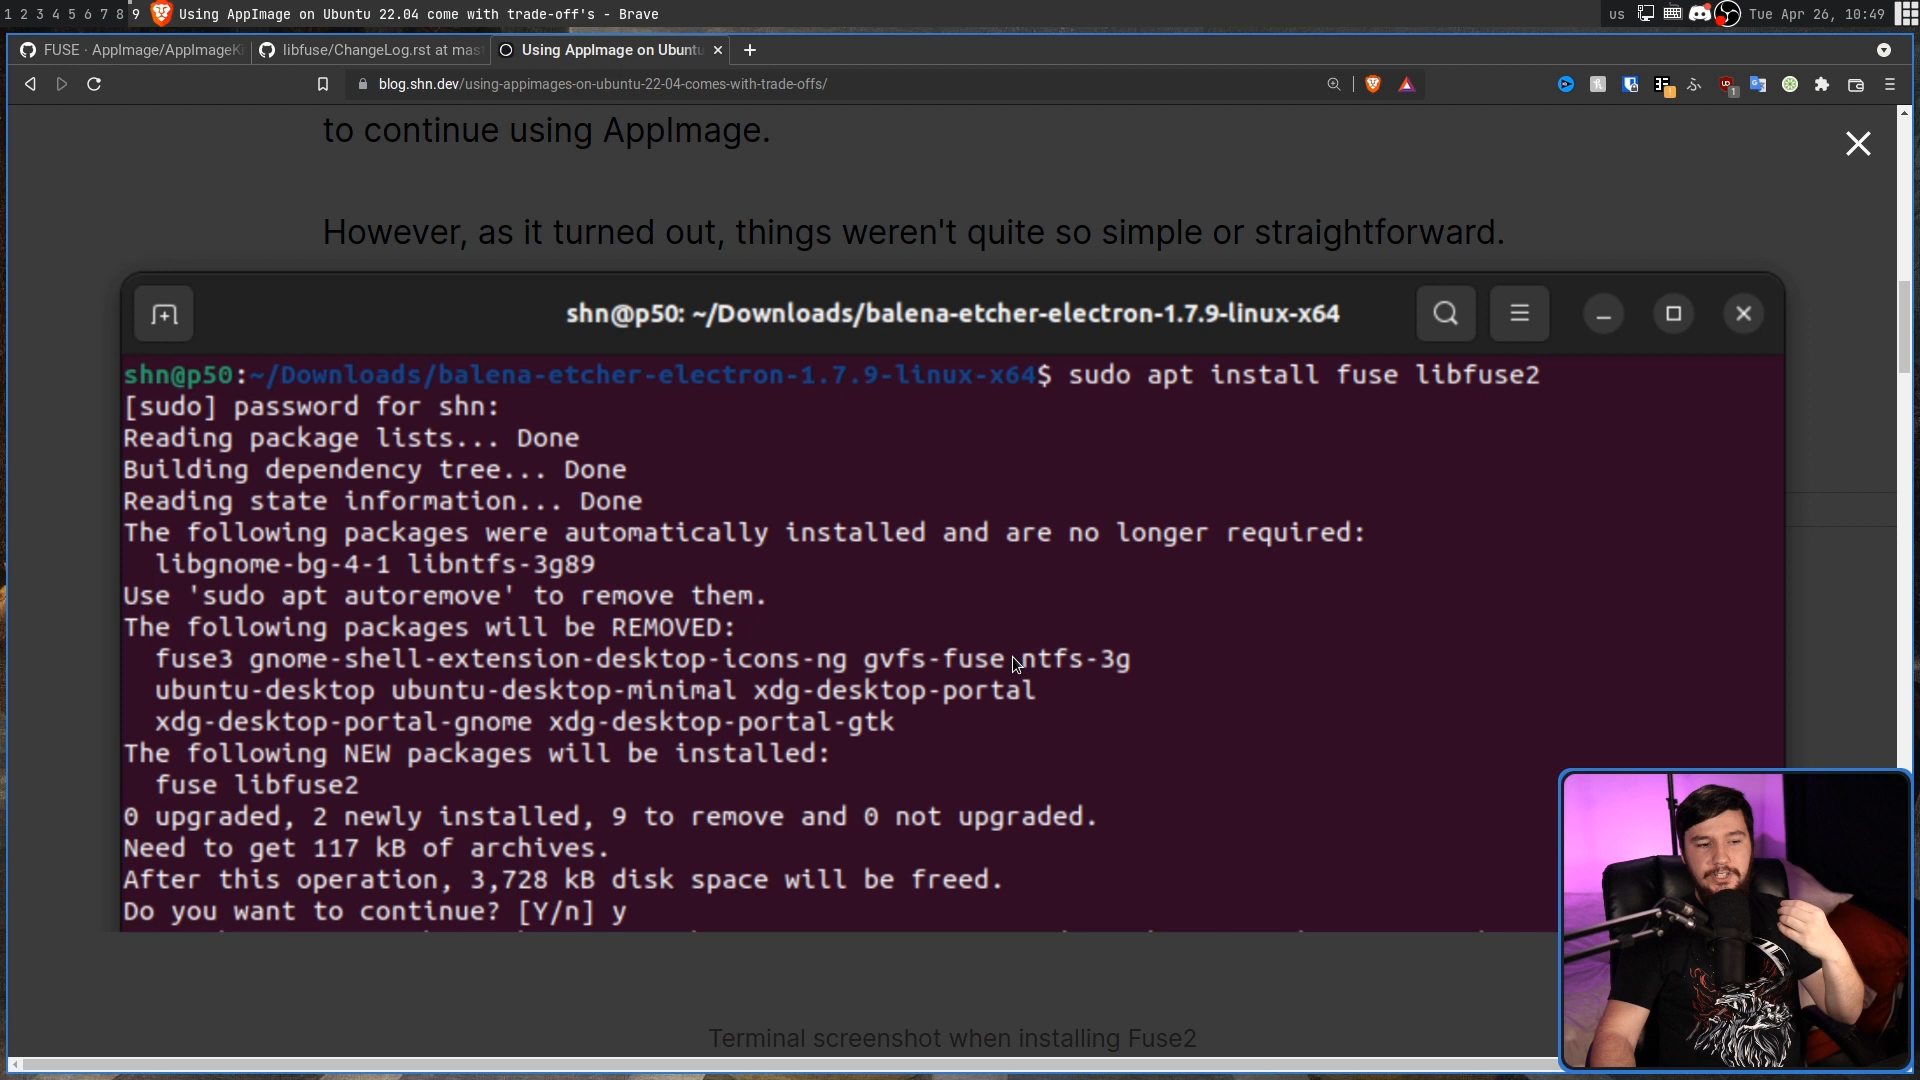 1 2 3 4 5 6 7 8 9 Using AppImage on Ubuntu 22.04 come with trade-off's - Brave
us Tue Apr 26, 10:49
FUSE · AppImage/AppImageKi
libfuse/ChangeLog.rst at mast
Using AppImage on Ubuntu
blog.shn.dev/using-appimages-on-ubuntu-22-04-comes-with-trade-offs/
to continue using AppImage.
However, as it turned out, things weren't quite so simple or straightforward.
shn@p50: ~/Downloads/balena-etcher-electron-1.7.9-linux-x64
shn@p50:~/Downloads/balena-etcher-electron-1.7.9-linux-x64$ sudo apt install fuse libfuse2
[sudo] password for shn:
Reading package lists... Done
Building dependency tree... Done
Reading state information... Done
The following packages were automatically installed and are no longer required:
libgnome-bg-4-1 libntfs-3g89
Use 'sudo apt autoremove' to remove them.
The following packages will be REMOVED:
fuse3 gnome-shell-extension-desktop-icons-ng gvfs-fuse ntfs-3g
ubuntu-desktop ubuntu-desktop-minimal xdg-desktop-portal
xdg-desktop-portal-gnome xdg-desktop-portal-gtk
The following NEW packages will be installed:
fuse libfuse2
0 upgraded, 2 newly installed, 9 to remove and 0 not upgraded.
Need to get 117 kB of archives.
After this operation, 3,728 kB disk space will be freed.
Do you want to continue? [Y/n] y
Terminal screenshot when installing Fuse2